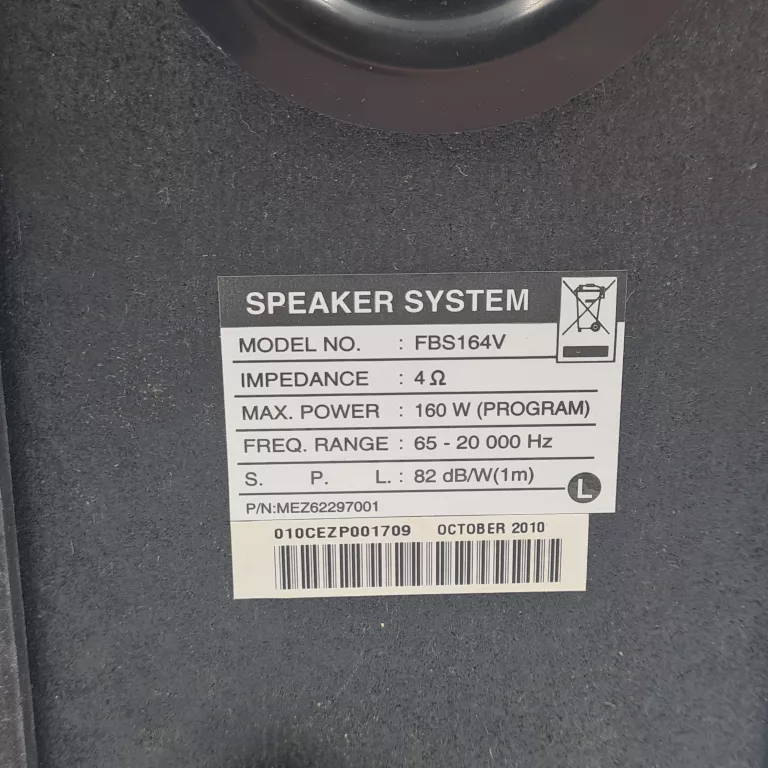 SPEAKER SYSTEM
MODEL NO. : FBS164V
IMPEDANCE : 4 Ω
MAX. POWER : 160 W (PROGRAM)
FREQ. RANGE : 65 - 20 000 Hz
S. P. L. : 82 dB/W(1m)
P/N:MEZ62297001
L
010CEZP001709 OCTOBER 2010